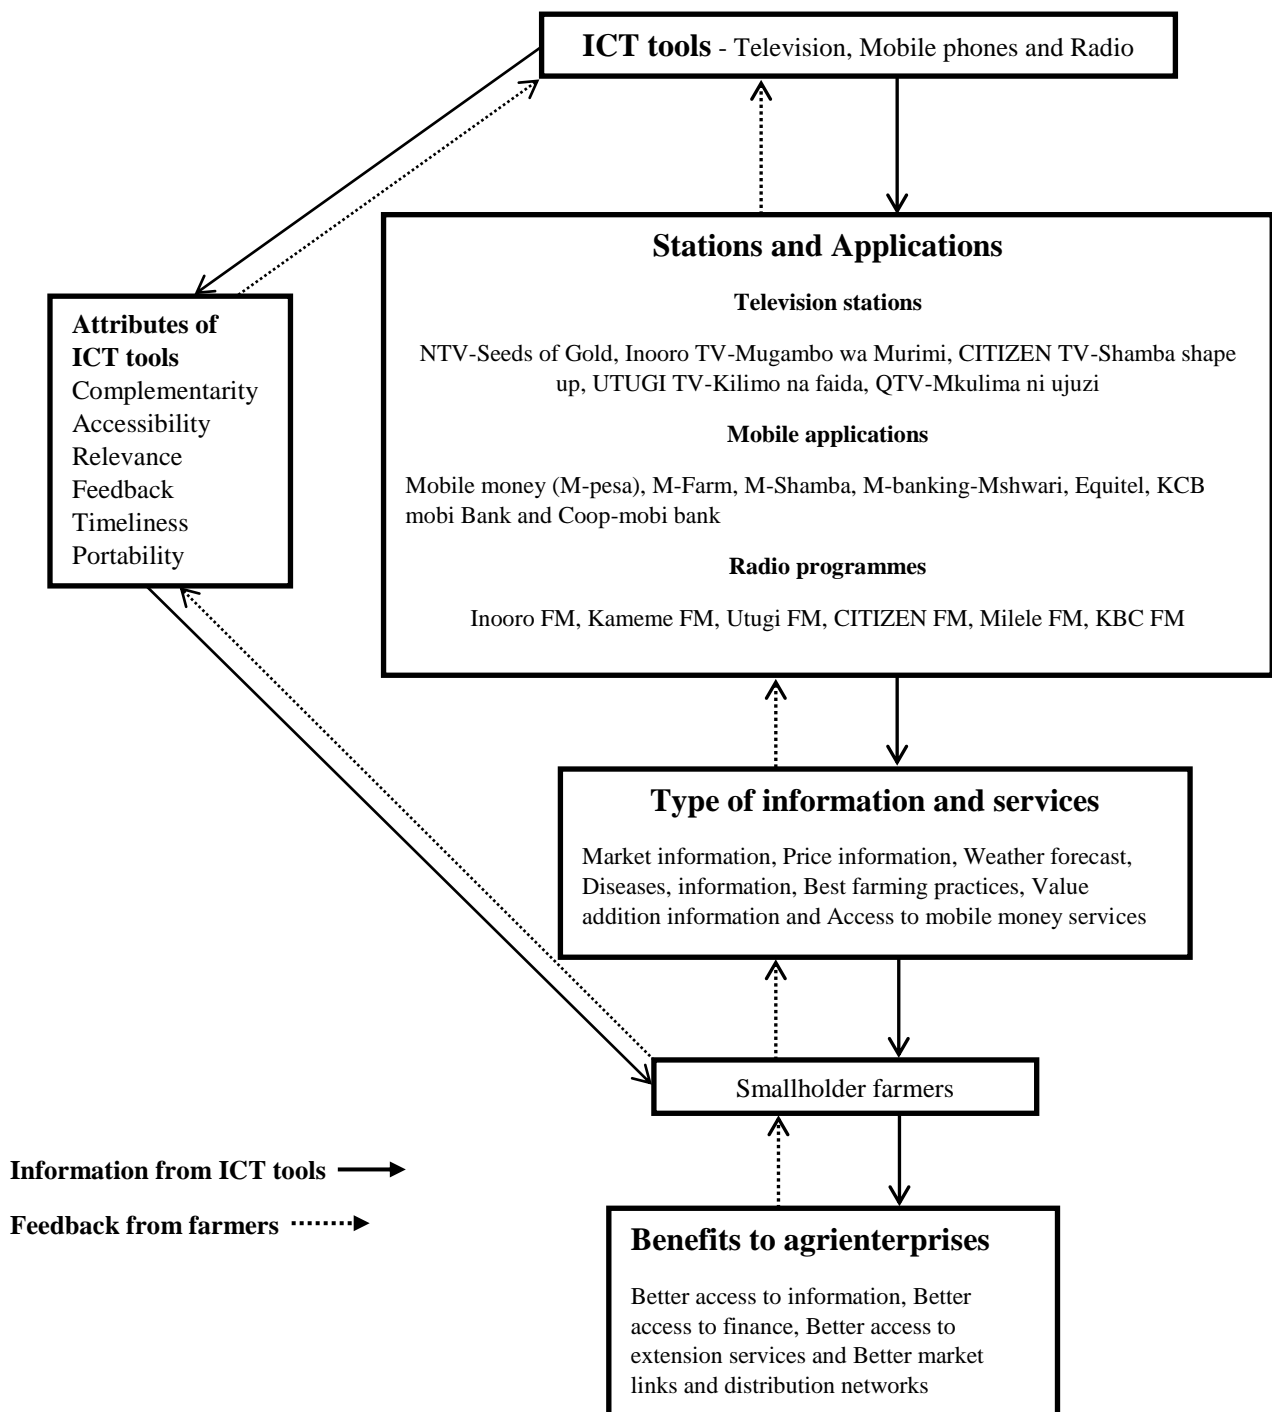 ICT tools - Television, Mobile phones and Radio
Stations and Applications
Television stations
NTV-Seeds of Gold, Inooro TV-Mugambo wa Murimi, CITIZEN TV-Shamba shape
up, UTUGI TV-Kilimo na faida, QTV-Mkulima ni ujuzi
Mobile applications
Mobile money (M-pesa), M-Farm, M-Shamba, M-banking-Mshwari, Equitel, KCB
mobi Bank and Coop-mobi bank
Radio programmes
Inooro FM, Kameme FM, Utugi FM, CITIZEN FM, Milele FM, KBC FM
Attributes of
ICT tools
Complementarity
Accessibility
Relevance
Feedback
Timeliness
Portability
Type of information and services
Market information, Price information, Weather forecast,
Diseases, information, Best farming practices, Value
addition information and Access to mobile money services
Smallholder farmers
Information from ICT tools
Feedback from farmers
Benefits to agrienterprises
Better access to information, Better
access to finance, Better access to
extension services and Better market
links and distribution networks